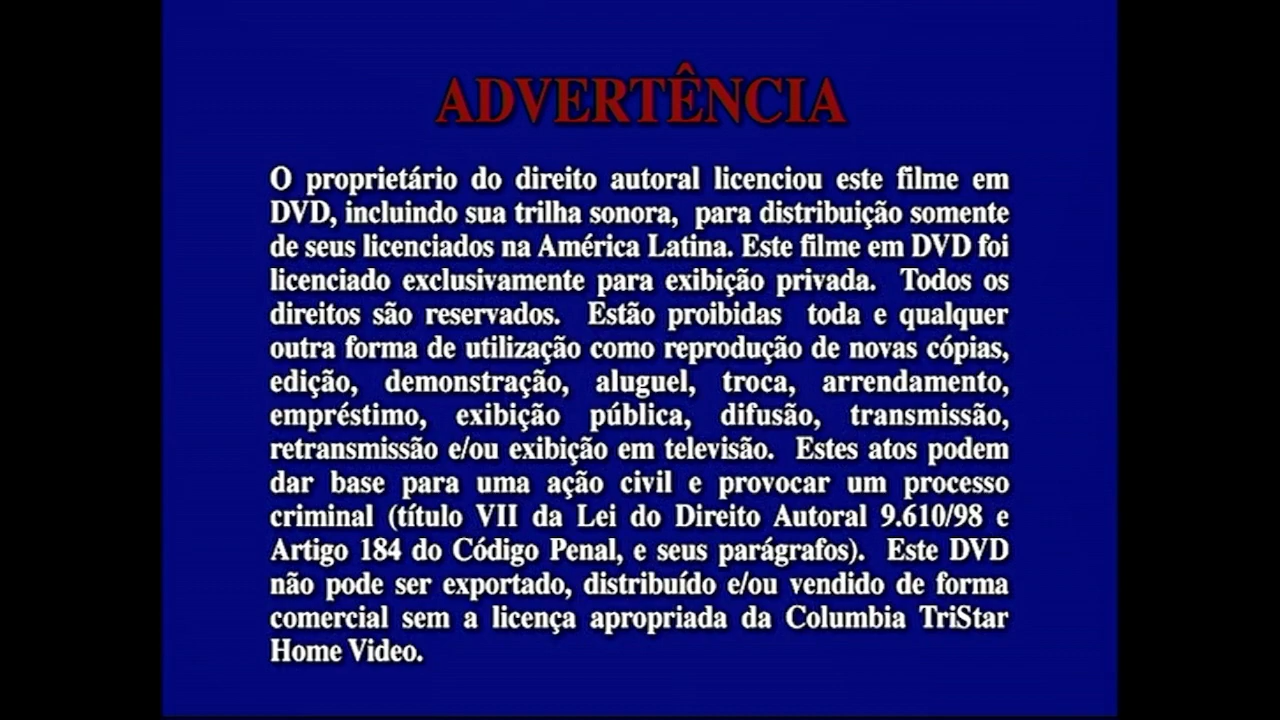 ADVERTÊNCIA
O proprietário do direito autoral licenciou este filme em
DVD, incluindo sua trilha sonora, para distribuição somente
de seus licenciados na América Latina. Este filme em DVD foi
licenciado exclusivamente para exibição privada. Todos os
direitos são reservados. Estão proibidas toda e qualquer
outra forma de utilização como reprodução de novas cópias,
edição, demonstração, aluguel, troca, arrendamento,
empréstimo, exibição pública, difusão, transmissão,
retransmissão e/ou exibição em televisão. Estes atos podem
dar base para uma ação civil e provocar um processo
criminal (título VII da Lei do Direito Autoral 9.610/98 e
Artigo 184 do Código Penal, e seus parágrafos). Este DVD
não pode ser exportado, distribuído e/ou vendido de forma
comercial sem a licença apropriada da Columbia TriStar
Home Video.